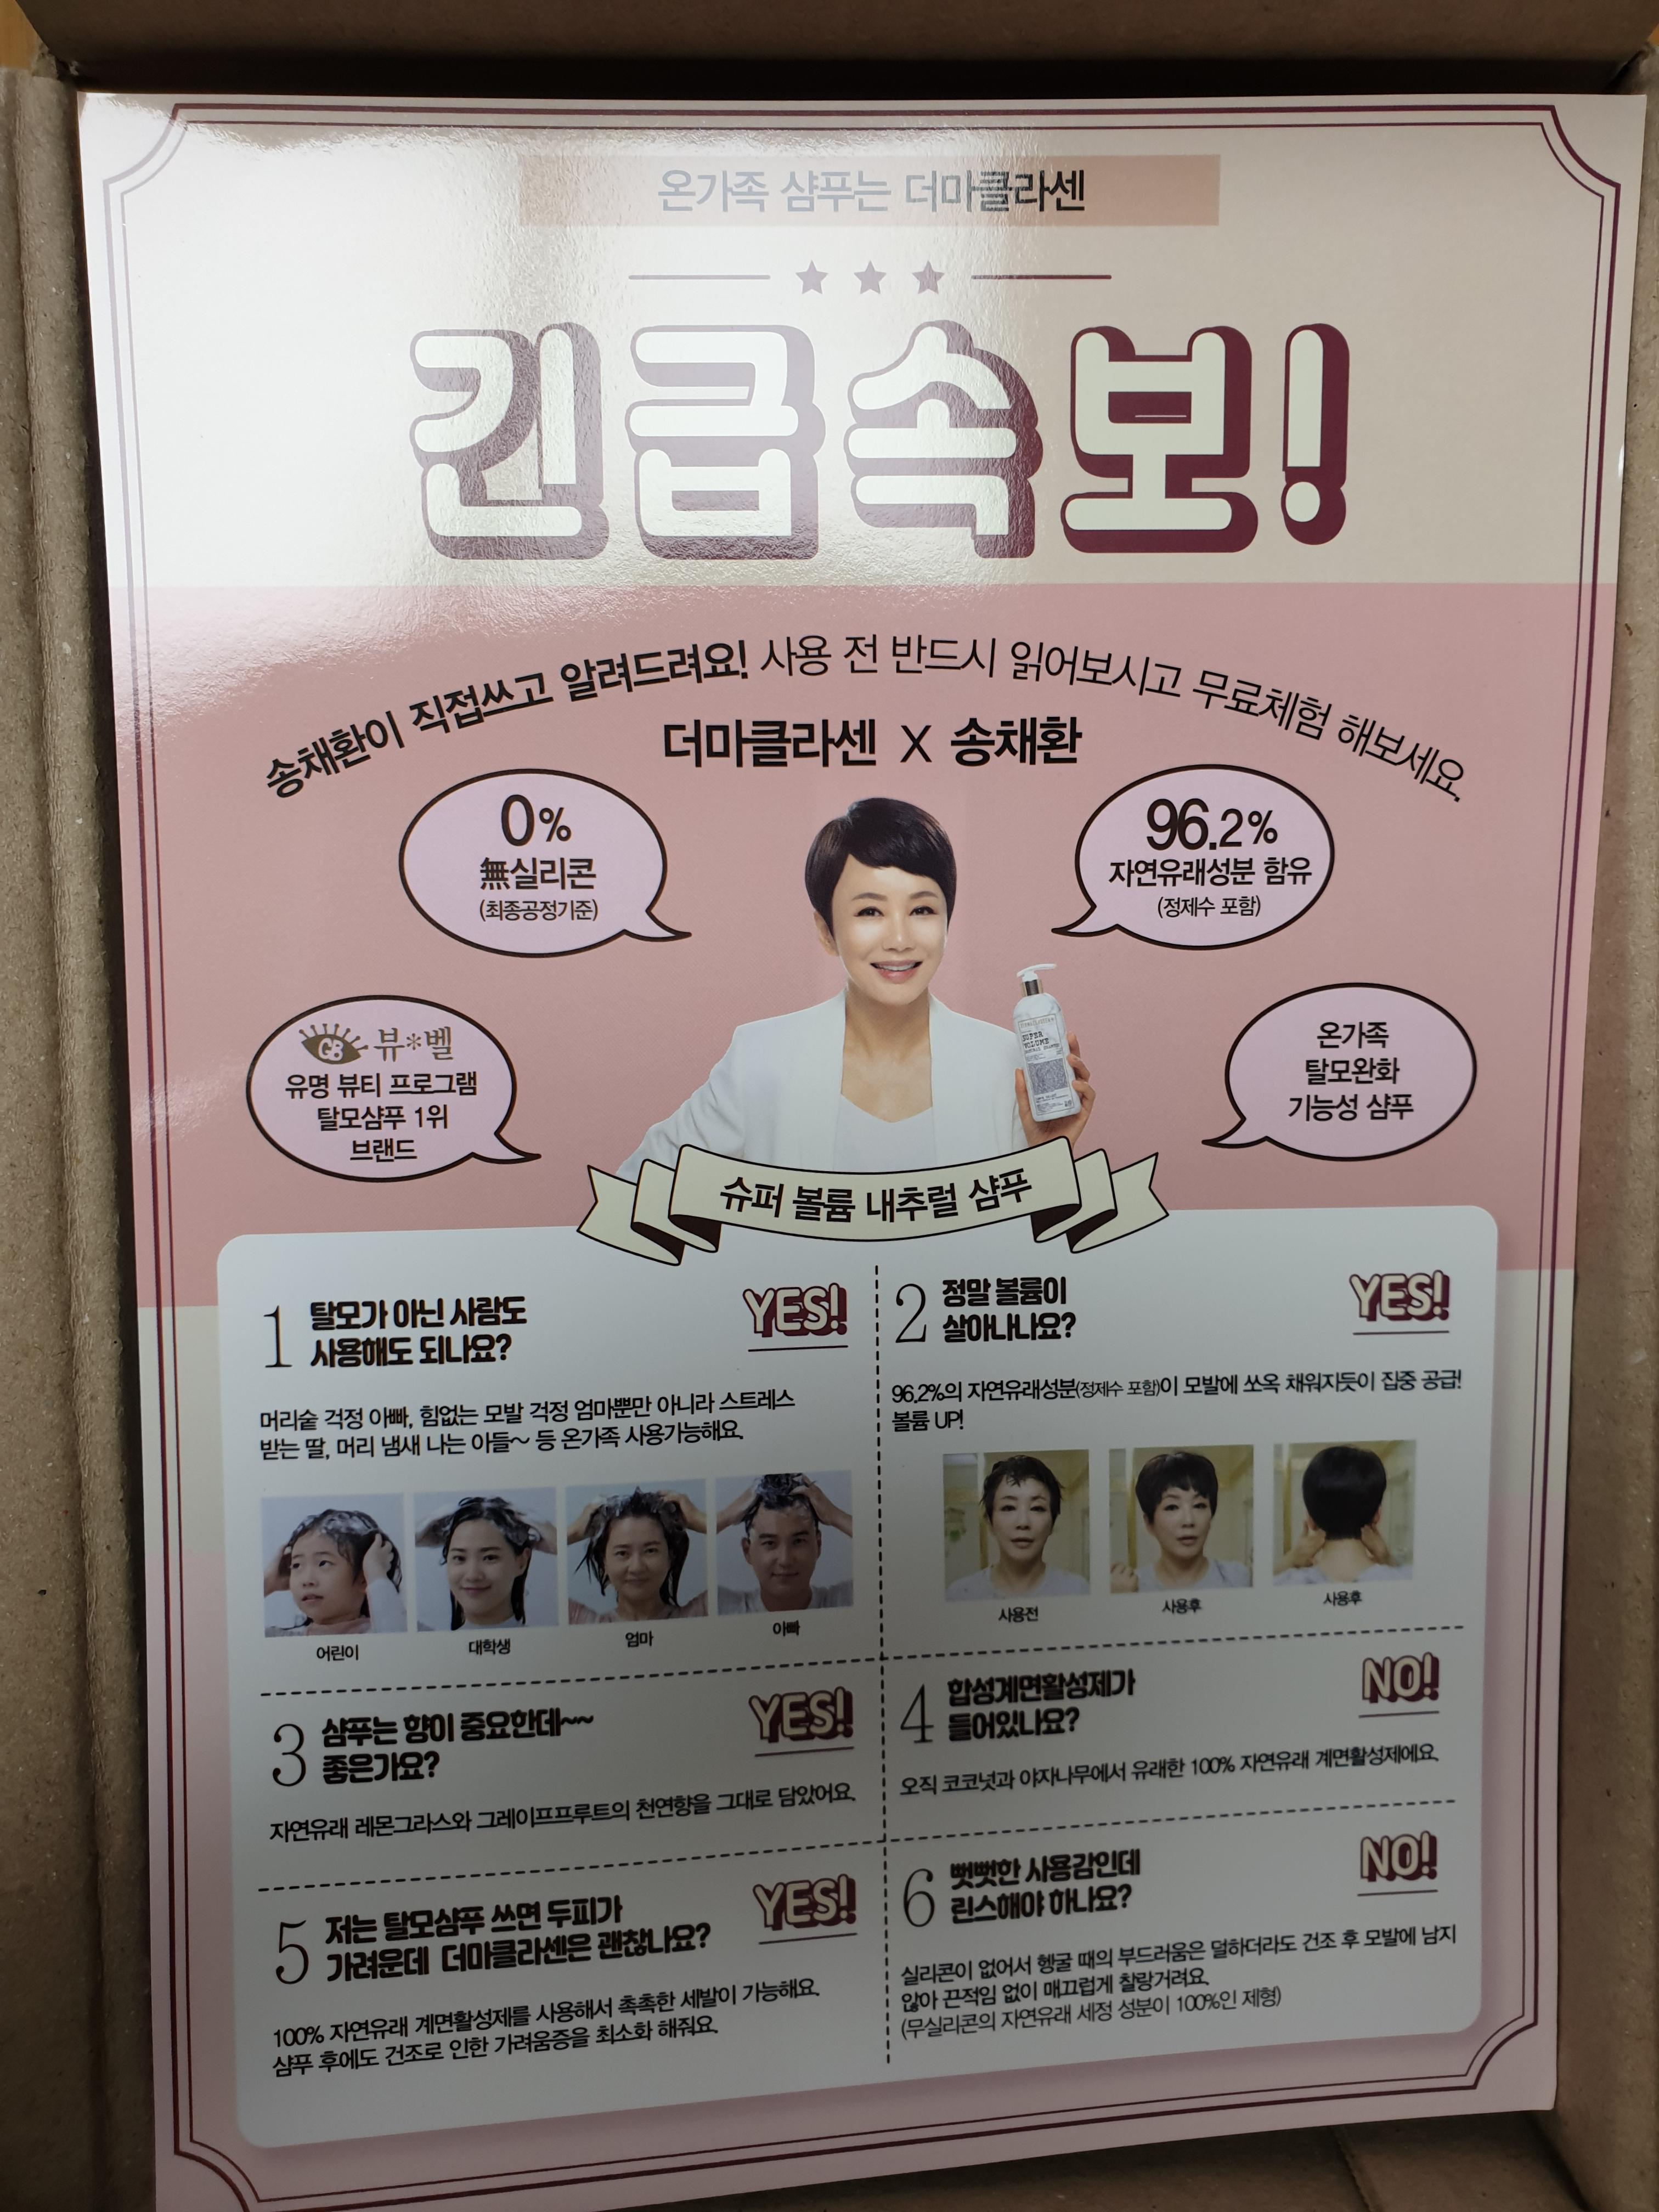 온가족 샴푸는 더마클라센
긴급속보!
송채환이 직접쓰고 알려드려요! 사용 전 반드시 읽어보시고 무료체험 해보세요.
더마클라센 X 송채환
0%
無실리콘
(최종공정기준)
96.2%
자연유래성분 함유
(정제수 포함)
GB 뷰*벨
유명 뷰티 프로그램
탈모샴푸 1위
브랜드
온가족
탈모완화
기능성 샴푸
SUPER
VOLUME
슈퍼 볼륨 내추럴 샴푸
1 탈모가 아닌 사람도
사용해도 되나요?
YES!
머리숱 걱정 아빠, 힘없는 모발 걱정 엄마뿐만 아니라 스트레스
받는 딸, 머리 냄새 나는 아들~ 등 온가족 사용가능해요.
어린이
대학생
엄마
아빠
2 정말 볼륨이
살아나나요?
YES!
96.2%의 자연유래성분(정제수 포함)이 모발에 쏘옥 채워지듯이 집중 공급!
볼륨 UP!
사용전
사용후
사용후
3 샴푸는 향이 중요한데~~
좋은가요?
YES!
자연유래 레몬그라스와 그레이프프루트의 천연향을 그대로 담았어요.
4 합성계면활성제가
들어있나요?
NO!
오직 코코넛과 야자나무에서 유래한 100% 자연유래 계면활성제에요.
5 저는 탈모샴푸 쓰면 두피가
가려운데 더마클라센은 괜찮나요?
YES!
100% 자연유래 계면활성제를 사용해서 촉촉한 세발이 가능해요.
샴푸 후에도 건조로 인한 가려움증을 최소화 해줘요.
6 뻣뻣한 사용감인데
린스해야 하나요?
NO!
실리콘이 없어서 헹굴 때의 부드러움은 덜하더라도 건조 후 모발에 남지
않아 끈적임 없이 매끄럽게 찰랑거려요.
(무실리콘의 자연유래 세정 성분이 100%인 제형)